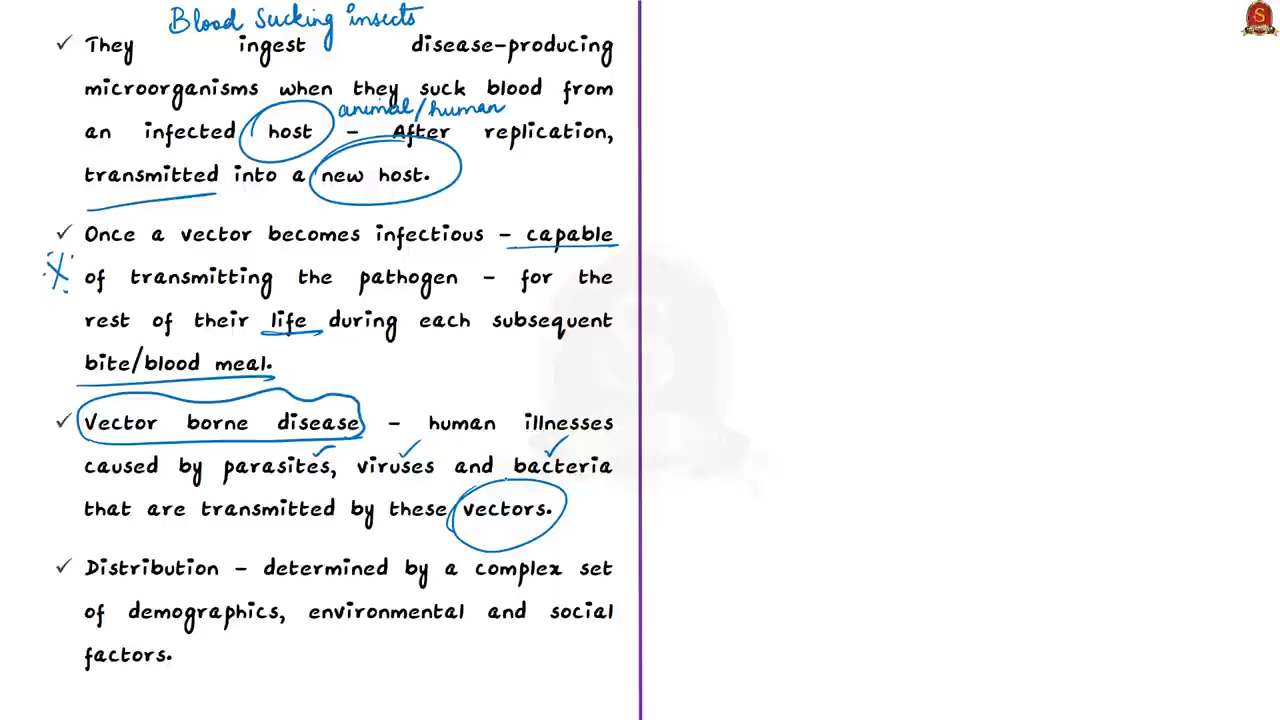 Blood Sucking insects
✓ They ingest disease-producing
microorganisms when they suck blood from
animal/human
an infected host - After replication,
transmitted into a new host.
✓ Once a vector becomes infectious - capable
of transmitting the pathogen - for the
rest of their life during each subsequent
bite/blood meal.
✓ Vector borne disease - human illnesses
caused by parasites, viruses and bacteria
that are transmitted by these vectors.
✓ Distribution - determined by a complex set
of demographics, environmental and social
factors.